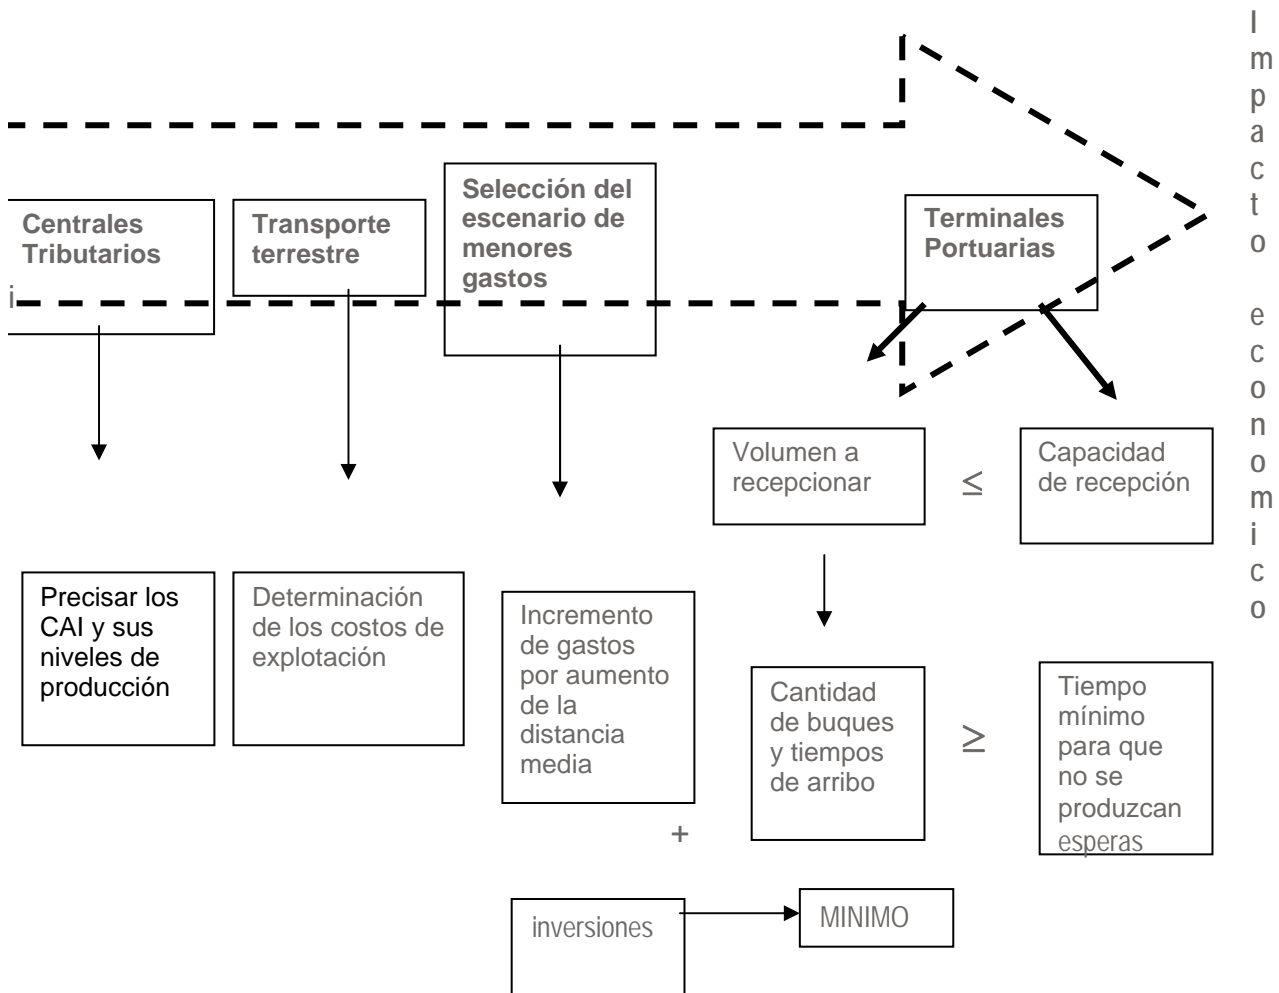 Centrales
Tributarios
Transporte
terrestre
Selección del
escenario de
menores
gastos
Terminales
Portuarias
i
Volumen a
recepcionar
≤
Capacidad
de recepción
Precisar los
CAI y sus
niveles de
producción
Determinación
de los costos de
explotación
Incremento
de gastos
por aumento
de la
distancia
media
+
Cantidad
de buques
y tiempos
de arribo
≥
Tiempo
mínimo
para que
no se
produzcan
esperas
inversiones
MINIMO
I
m
p
a
c
t
o
e
c
o
n
o
m
i
c
o